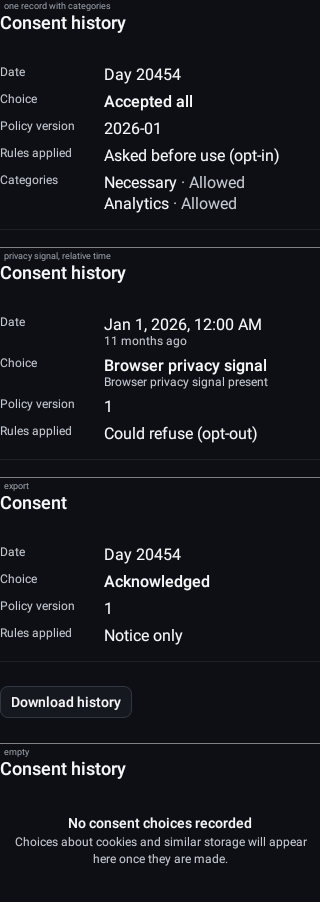 one record with categories
Consent history
Date Day 20454
Choice Accepted all
Policy version 2026-01
Rules applied Asked before use (opt-in)
Categories Necessary · Allowed
Analytics · Allowed
privacy signal, relative time
Consent history
Date Jan 1, 2026, 12:00 AM
11 months ago
Choice Browser privacy signal
Browser privacy signal present
Policy version 1
Rules applied Could refuse (opt-out)
export
Consent
Date Day 20454
Choice Acknowledged
Policy version 1
Rules applied Notice only
Download history
empty
Consent history
No consent choices recorded
Choices about cookies and similar storage will appear
here once they are made.